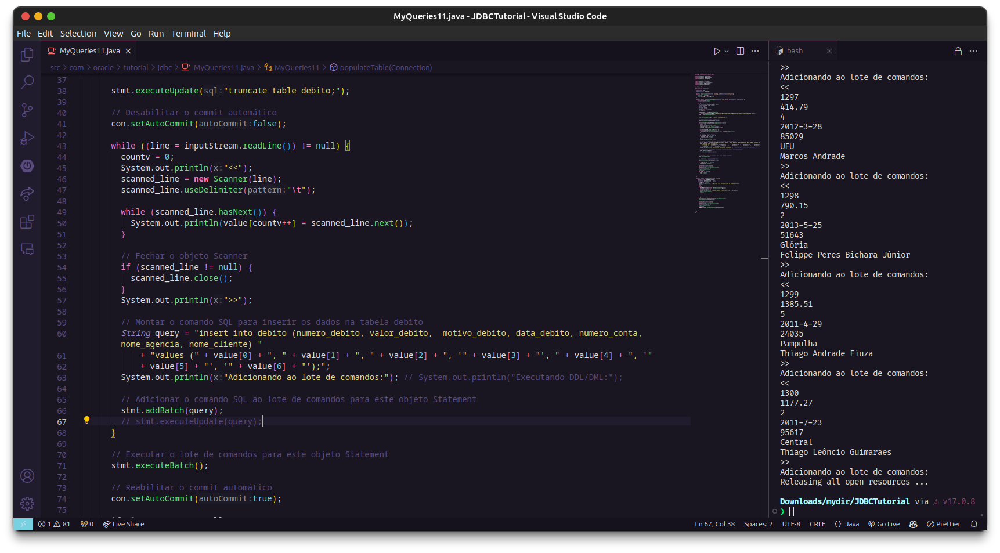 MyQueries11.java - JDBCTutorial - Visual Studio Code
File Edit Selection View Go Run Terminal Help
MyQueries11.java
src > com > oracle > tutorial > jdbc > MyQueries11.java > MyQueries11 > populateTable(Connection)
37
38 stmt.executeUpdate(sql:"truncate table debito;");
39
40 // Desabilitar o commit automático
41 con.setAutoCommit(autoCommit:false);
42
43 while ((line = inputStream.readLine()) != null) {
44 countv = 0;
45 System.out.println(x:"<<");
46 scanned_line = new Scanner(line);
47 scanned_line.useDelimiter(pattern:"\t");
48
49 while (scanned_line.hasNext()) {
50 System.out.println(value[countv++] = scanned_line.next());
51 }
52
53 // Fechar o objeto Scanner
54 if (scanned_line != null) {
55 scanned_line.close();
56 }
57 System.out.println(x:">>");
58
59 // Montar o comando SQL para inserir os dados na tabela debito
60 String query = "insert into debito (numero_debito, valor_debito,  motivo_debito, data_debito, numero_conta,
nome_agencia, nome_cliente) "
61 + "values (" + value[0] + ", " + value[1] + ", " + value[2] + ", '" + value[3] + "', " + value[4] + ", '"
62 + value[5] + "', '" + value[6] + "');";
63 System.out.println(x:"Adicionando ao lote de comandos:"); // System.out.println("Executando DDL/DML:");
64
65 // Adicionar o comando SQL ao lote de comandos para este objeto Statement
66 stmt.addBatch(query);
67 // stmt.executeUpdate(query);
68 }
69
70 // Executar o lote de comandos para este objeto Statement
71 stmt.executeBatch();
72
73 // Reabilitar o commit automático
74 con.setAutoCommit(autoCommit:true);
75
bash
>>
Adicionando ao lote de comandos:
<<
1297
414.79
4
2012-3-28
85029
UFU
Marcos Andrade
>>
Adicionando ao lote de comandos:
<<
1298
790.15
2
2013-5-25
51643
Glória
Felippe Peres Bichara Júnior
>>
Adicionando ao lote de comandos:
<<
1299
1385.51
5
2011-4-29
24035
Pampulha
Thiago Andrade Fiuza
>>
Adicionando ao lote de comandos:
<<
1300
1177.27
2
2011-7-23
95617
Central
Thiago Leôncio Guimarães
>>
Adicionando ao lote de comandos:
Releasing all open resources ...
Downloads/mydir/JDBCTutorial via v17.0.8
❯
1 81 0 Live Share Ln 67, Col 38 Spaces: 2 UTF-8 CRLF {} Java Go Live Prettier